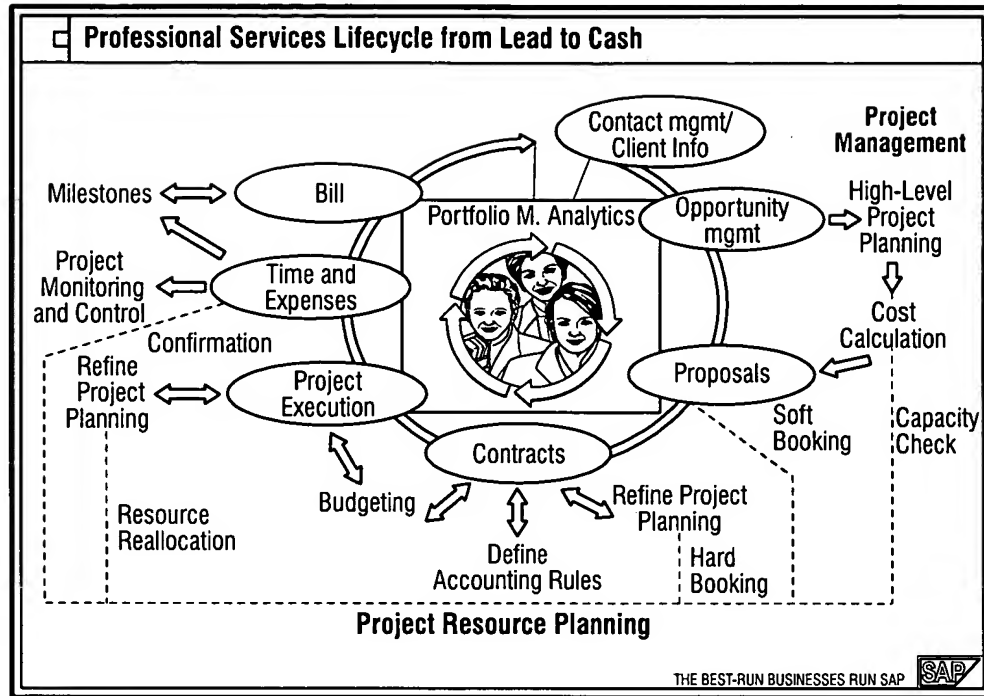 Professional Services Lifecycle from Lead to Cash
Contact mgmt/
Client Info
Project
Management
Milestones
Bill
Portfolio M. Analytics
Opportunity
mgmt
High-Level
Project
Planning
Project
Monitoring
and Control
Time and
Expenses
Cost
Calculation
Confirmation
Refine
Project
Planning
Project
Execution
Proposals
Soft
Booking
Capacity
Check
Contracts
Budgeting
Refine Project
Planning
Resource
Reallocation
Define
Accounting Rules
Hard
Booking
Project Resource Planning
THE BEST-RUN BUSINESSES RUN SAP
SAP